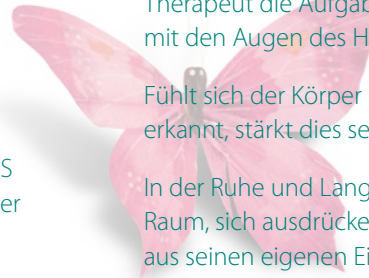 Therapeut die Aufgab
mit den Augen des H
Fühlt sich der Körper
erkannt, stärkt dies se
S
er
In der Ruhe und Lang
Raum, sich ausdrücke
aus seinen eigenen Ei